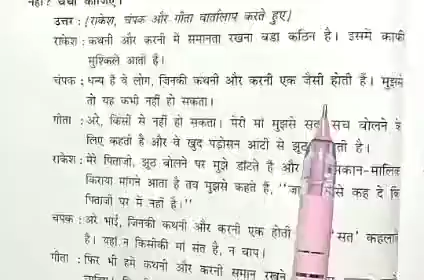 नहीं? चर्चा कीजिए।
उत्तर : (राकेश, चंपक और गीता वार्तालाप करते हुए)
राकेश : कथनी और करनी में समानता रखना बड़ा कठिन है। इसमें काफी
मुश्किलें आती हैं।
चंपक : धन्य हैं वे लोग, जिनकी कथनी और करनी एक जैसी होती हैं। मुझसे
तो यह कभी नहीं हो सकता।
गीता : अरे, किसी से नहीं हो सकता। मेरी माँ मुझसे सच बोलने के
लिए कहती है और वे खुद पड़ोसन आंटी से झूठ है।
राकेश : मेरे पिताजी, झूठ बोलने पर मुझे डाँटते हैं और मकान-मालिक
किराया माँगने आता है तब मुझसे कहते हैं, "जा कह दे कि
पिताजी घर में नहीं हैं।"
चंपक : अरे भाई, जिनकी कथनी और करनी एक होती 'संत'
हैं। यहाँ न किसीकी माँ संत है, न बाप।
गीता : फिर भी हमें कथनी और करनी समान रखने